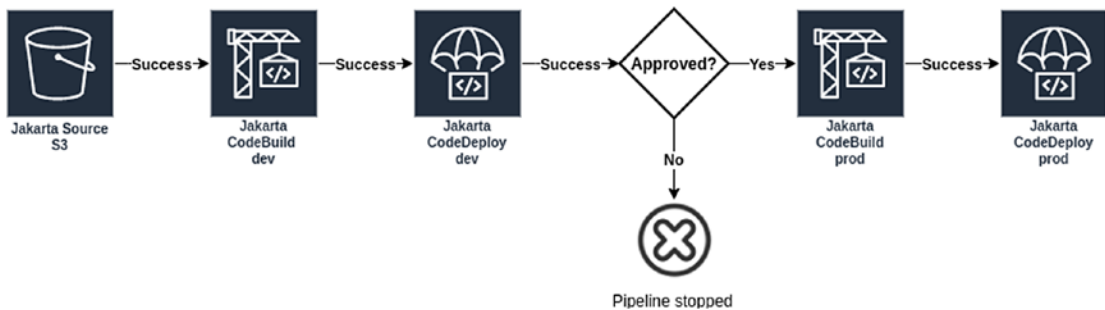 Success
Success
Success
Approved?
Yes
Success
</>
</>
</>
</>
Jakarta Source
S3
Jakarta
CodeBuild
dev
Jakarta
CodeDeploy
dev
Jakarta
CodeBuild
prod
Jakarta
CodeDeploy
prod
No
Pipeline stopped